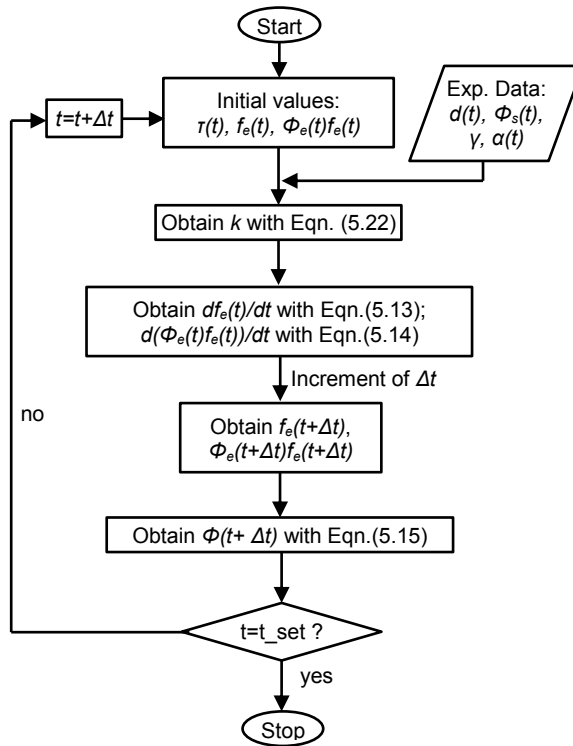 Start
Initial values:
τ(t), fₑ(t), Φₑ(t)fₑ(t)
t=t+Δt
Exp. Data:
d(t), Φₛ(t),
γ, α(t)
Obtain k with Eqn. (5.22)
Obtain dfₑ(t)/dt with Eqn.(5.13);
d(Φₑ(t)fₑ(t))/dt with Eqn.(5.14)
Increment of Δt
no
Obtain fₑ(t+Δt),
Φₑ(t+Δt)fₑ(t+Δt)
Obtain Φ(t+ Δt) with Eqn.(5.15)
t=t_set ?
yes
Stop